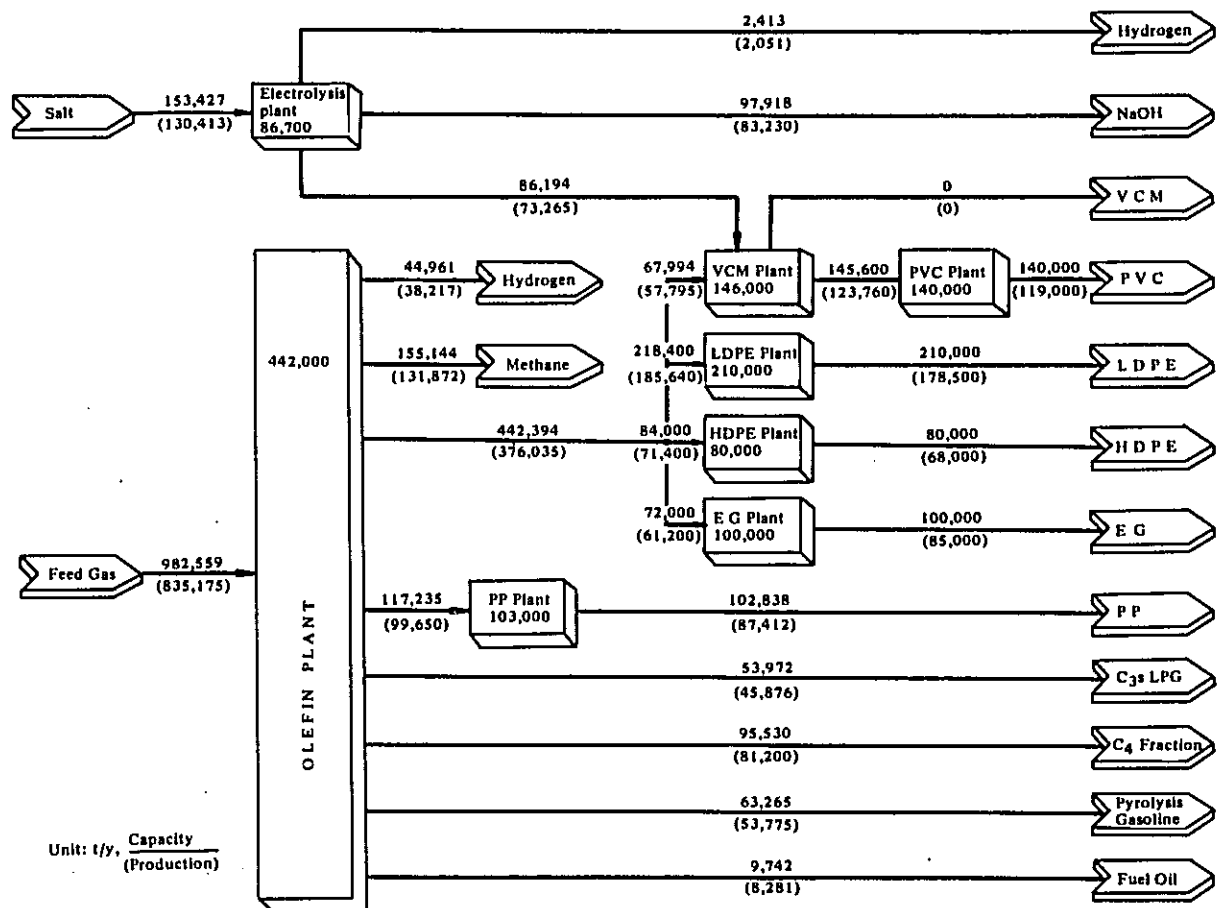 2,413
(2,051)
Hydrogen
Salt
153,427
(130,413)
Electrolysis
plant
86,700
97,918
(83,230)
NaOH
86,194
(73,265)
0
(0)
V C M
44,961
(38,217)
Hydrogen
67,994
(57,795)
VCM Plant
146,000
145,600
(123,760)
PVC Plant
140,000
140,000
(119,000)
P V C
442,000
155,144
(131,872)
Methane
218,400
(185,640)
LDPE Plant
210,000
210,000
(178,500)
L D P E
442,394
(376,035)
84,000
(71,400)
HDPE Plant
80,000
80,000
(68,000)
H D P E
72,000
(61,200)
E G Plant
100,000
100,000
(85,000)
E G
Feed Gas
982,559
(835,175)
OLEFIN PLANT
117,235
(99,650)
PP Plant
103,000
102,838
(87,412)
P P
53,972
(45,876)
C3s LPG
95,530
(81,200)
C4 Fraction
63,265
(53,775)
Pyrolysis
Gasoline
Unit: t/y, Capacity
(Production)
9,742
(8,281)
Fuel Oil